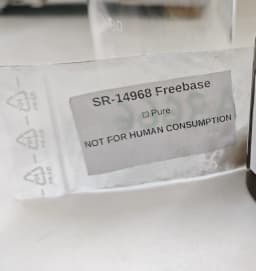 SR-14968 Freebase
Pure
NOT FOR HUMAN CONSUMPTION